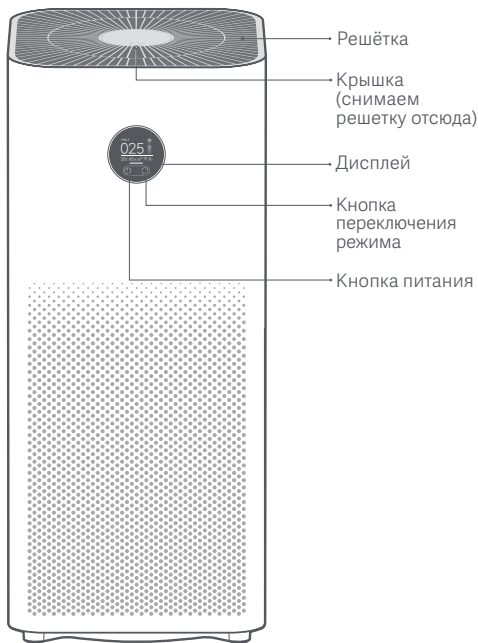 Решётка
Крышка
(снимаем
решетку отсюда)
025
Дисплей
Кнопка
переключения
режима
Кнопка питания